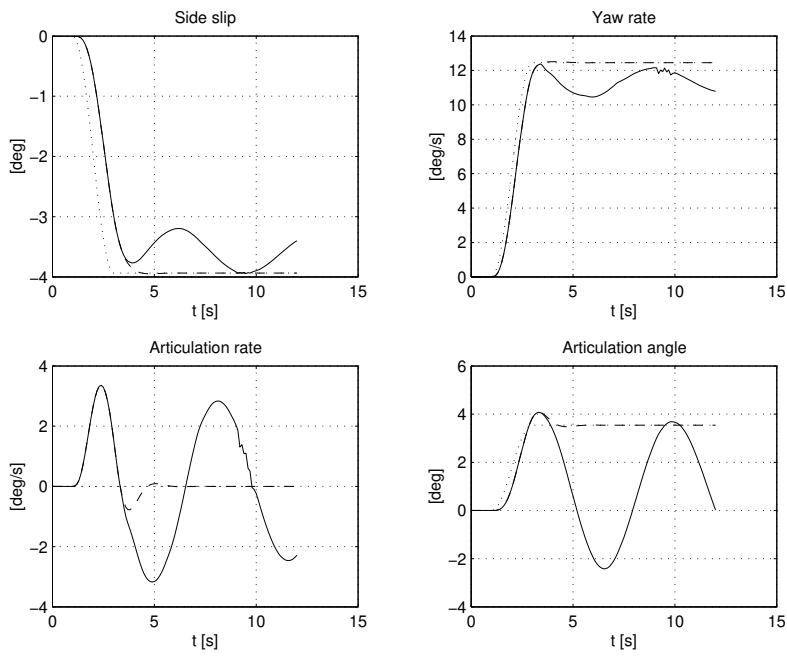 Side slip
0
−1
−2
−3
−4
[deg]
0 5 10 15
t [s]
Yaw rate
14
12
10
8
6
4
2
0
[deg/s]
0 5 10 15
t [s]
Articulation rate
4
2
0
−2
−4
[deg/s]
0 5 10 15
t [s]
Articulation angle
6
4
2
0
−2
−4
[deg]
0 5 10 15
t [s]